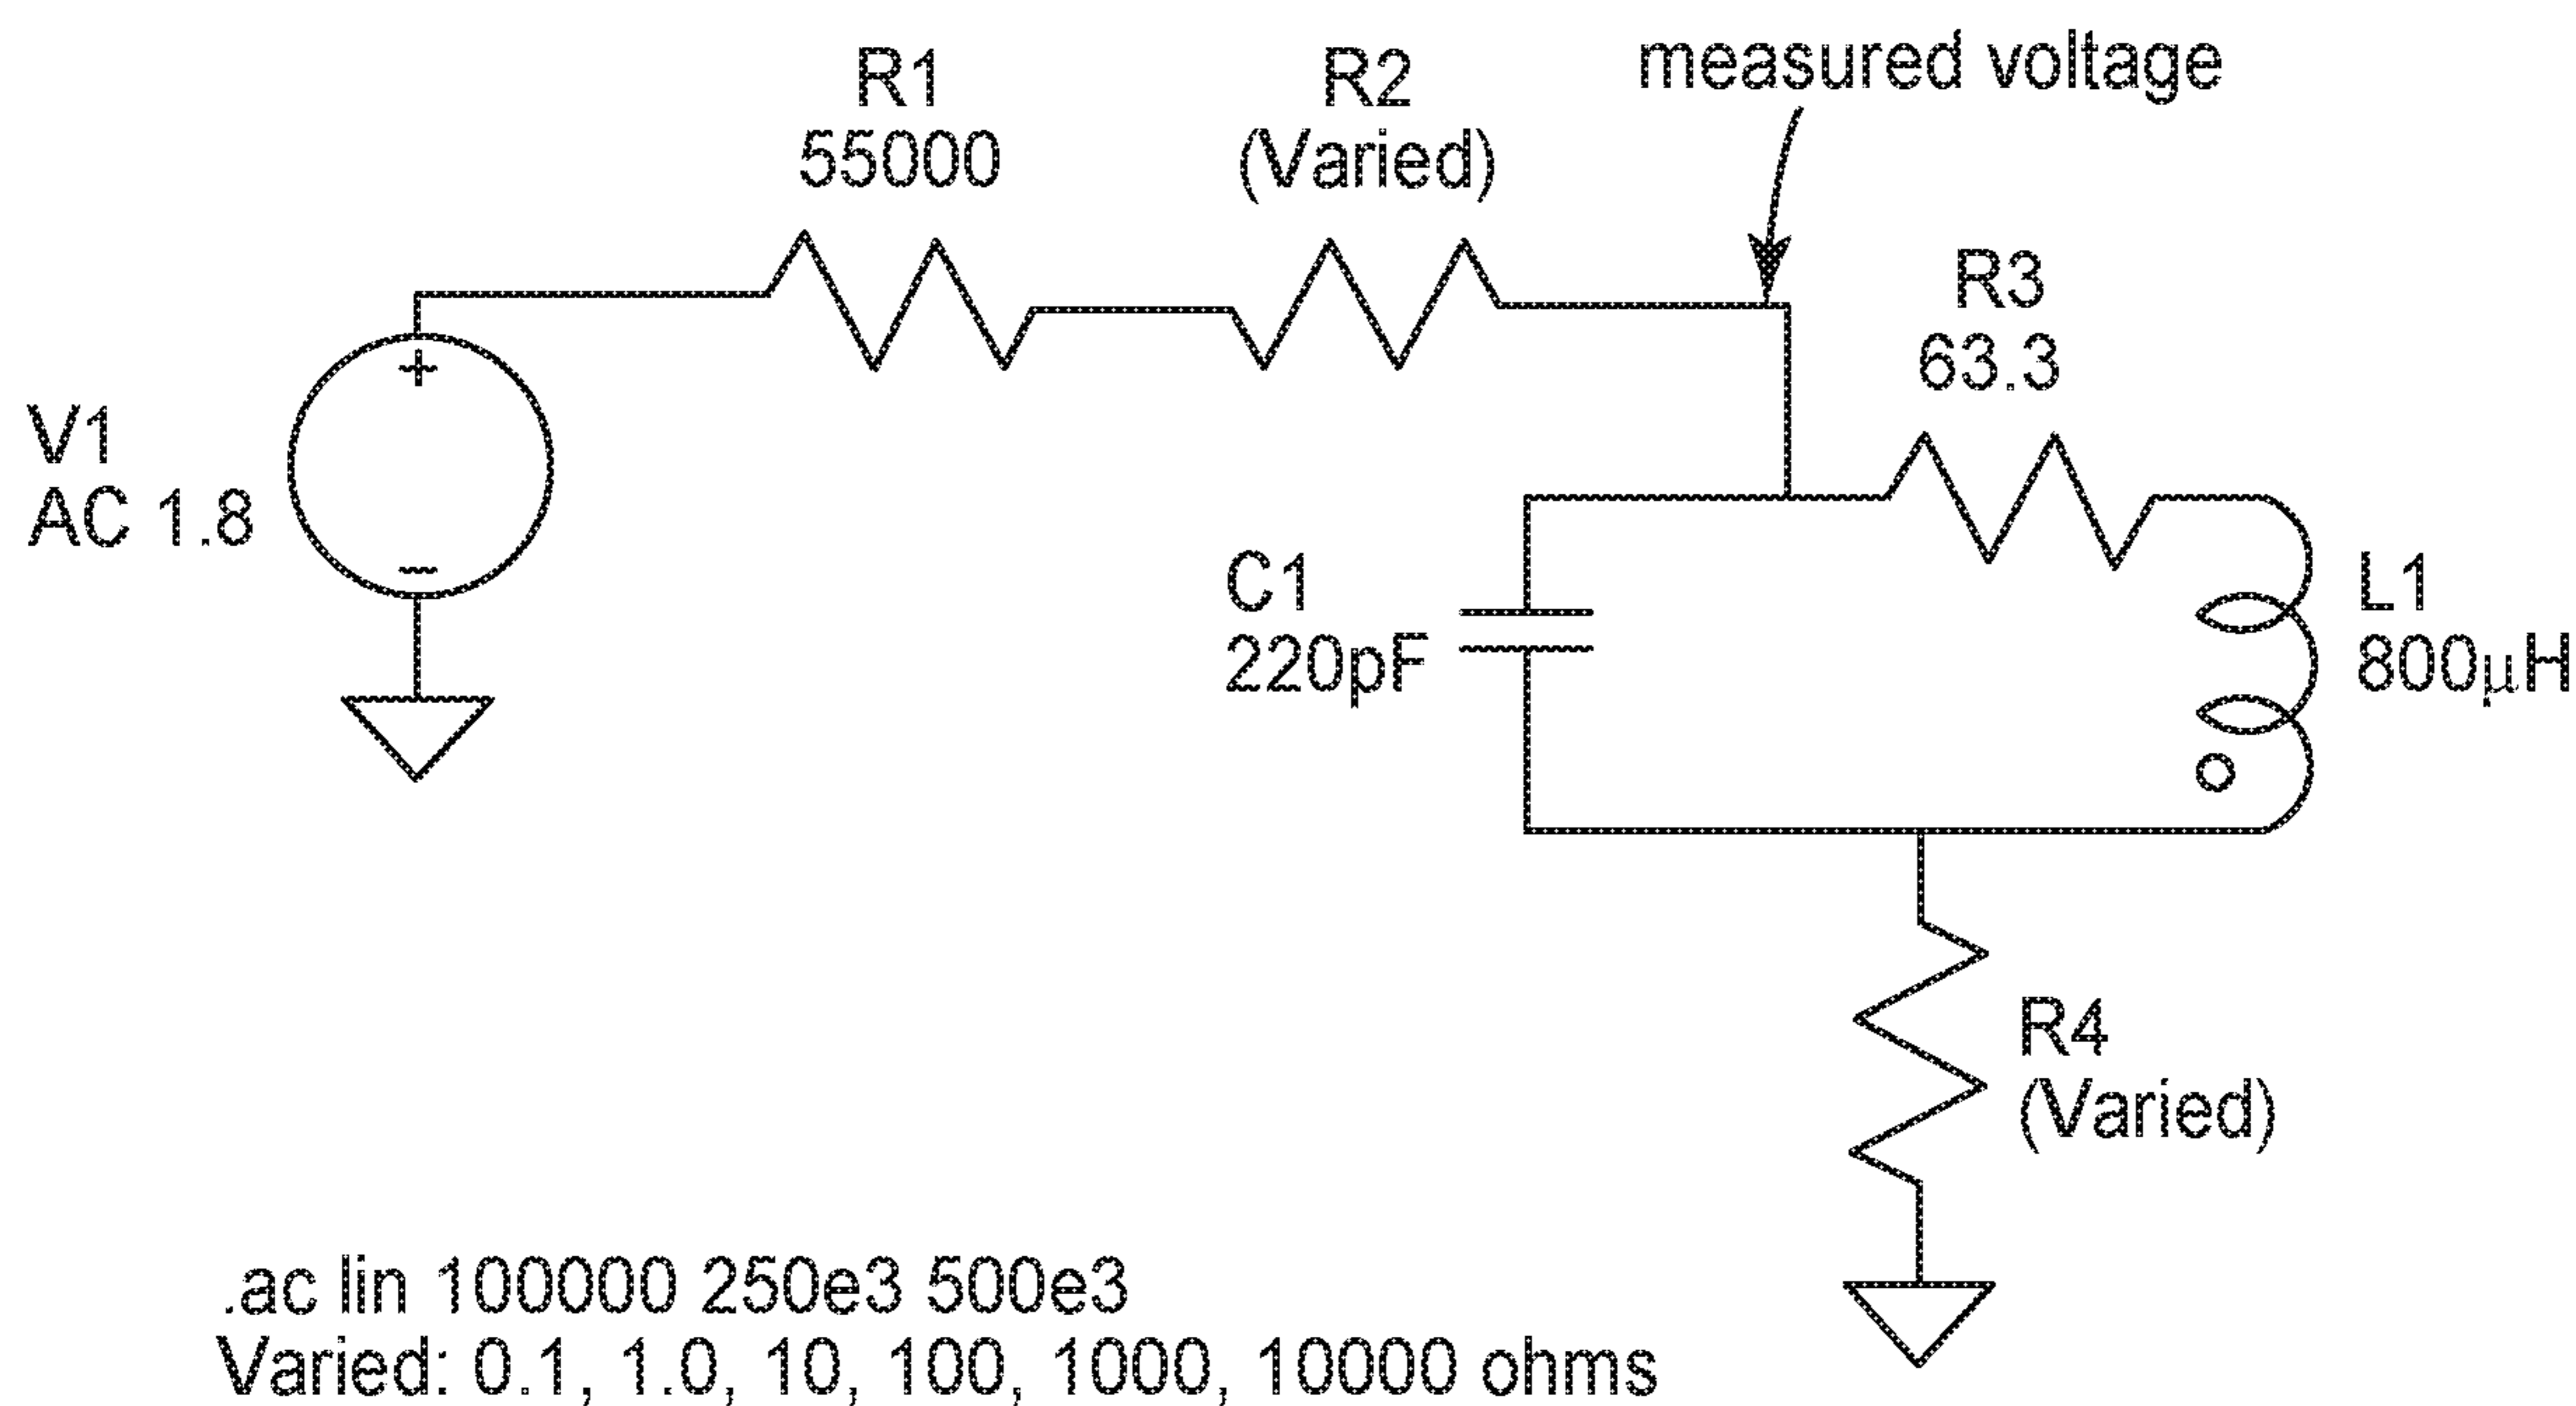 R1
55000
R2
(Varied)
measured voltage
R3
63.3
+
V1
AC 1.8
−
C1
220pF
L1
800μH
R4
(Varied)
.ac lin 100000 250e3 500e3
Varied: 0.1, 1.0, 10, 100, 1000, 10000 ohms